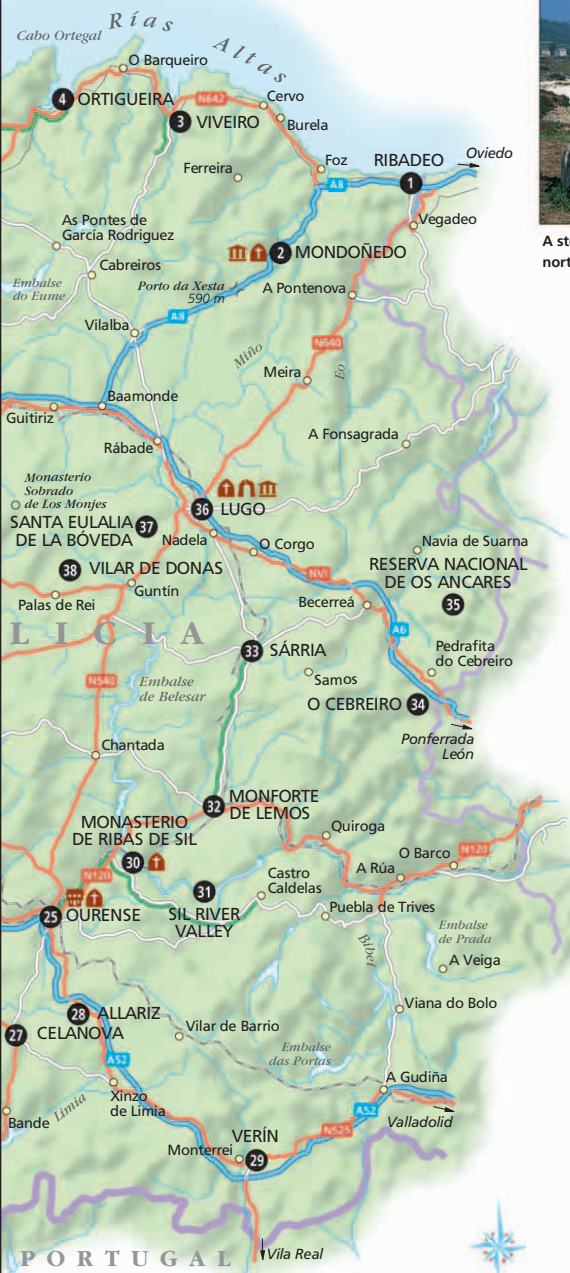 Rías Altas
Cabo Ortegal
O Barqueiro
4 ORTIGUEIRA
N642
Cervo
3 VIVEIRO
Burela
Ferreira
Foz
RIBADEO
Oviedo
A8
1
Vegadeo
As Pontes de
García Rodriguez
2 MONDOÑEDO
Cabreiros
Embalse
do Eume
Porto da Xesta
590 m
A Pontenova
A8
Vilalba
N640
Miño
Eo
Meira
Baamonde
Guitiriz
A Fonsagrada
Rábade
Monasterio
Sobrado
de Los Monjes
36 LUGO
SANTA EULALIA
DE LA BÓVEDA
37
Nadela
O Corgo
Navia de Suarna
RESERVA NACIONAL
DE OS ANCARES
35
38 VILAR DE DONAS
NVI
Guntín
Palas de Rei
Becerreá
A6
LICIA
33 SÁRRIA
Pedrafita
do Cebreiro
Samos
N540
Embalse
de Belesar
O CEBREIRO 34
Ponferrada
León
Chantada
32 MONFORTE
DE LEMOS
MONASTERIO
DE RIBAS DE SIL
30
Quiroga
O Barco
N120
A Rúa
N120
31
SIL RIVER
VALLEY
Castro
Caldelas
25 OURENSE
Puebla de Trives
Embalse
de Prada
Bibei
A Veiga
28 ALLARIZ
Viana do Bolo
27 CELANOVA
Vilar de Barrio
Embalse
das Portas
A52
A Gudiña
Xinzo
de Limia
Limia
Bande
A52
Valladolid
N525
VERÍN
Monterrei
29
PORTUGAL
Vila Real
A st
nort